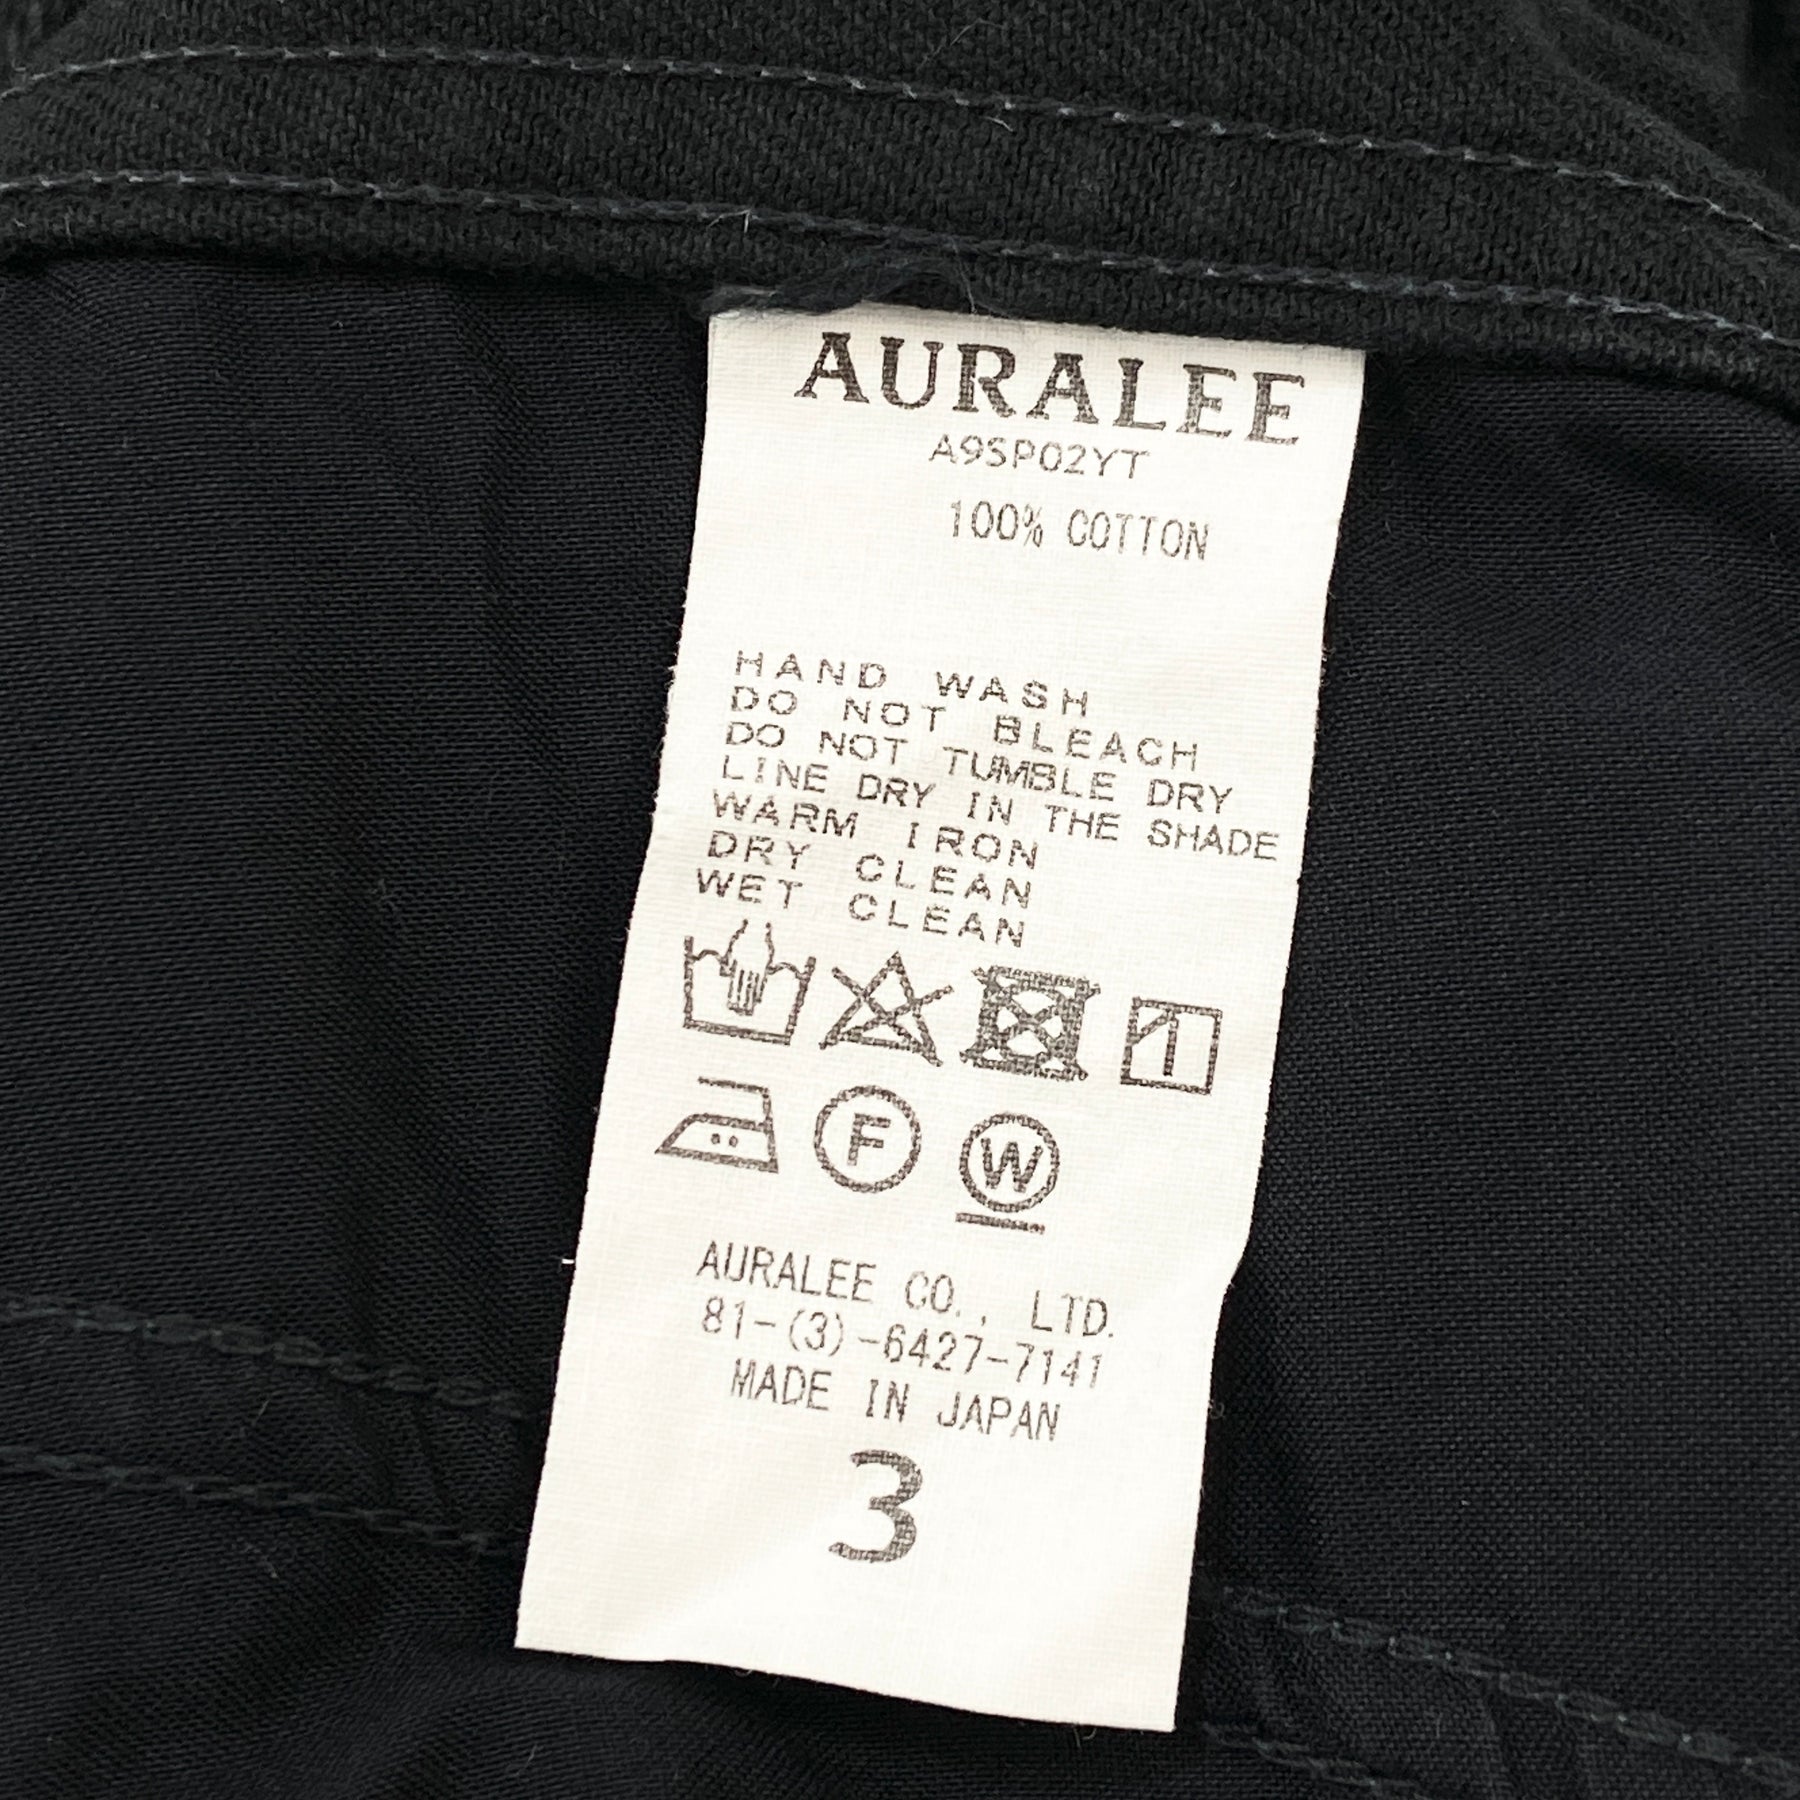 AURALEE
A9SP02YT
100% COTTON
HAND WASH
DO NOT BLEACH
DO NOT TUMBLE DRY
LINE DRY IN THE SHADE
WARM IRON
DRY CLEAN
WET CLEAN
F W
AURALEE CO., LTD.
81-(3)-6427-7141
MADE IN JAPAN
3